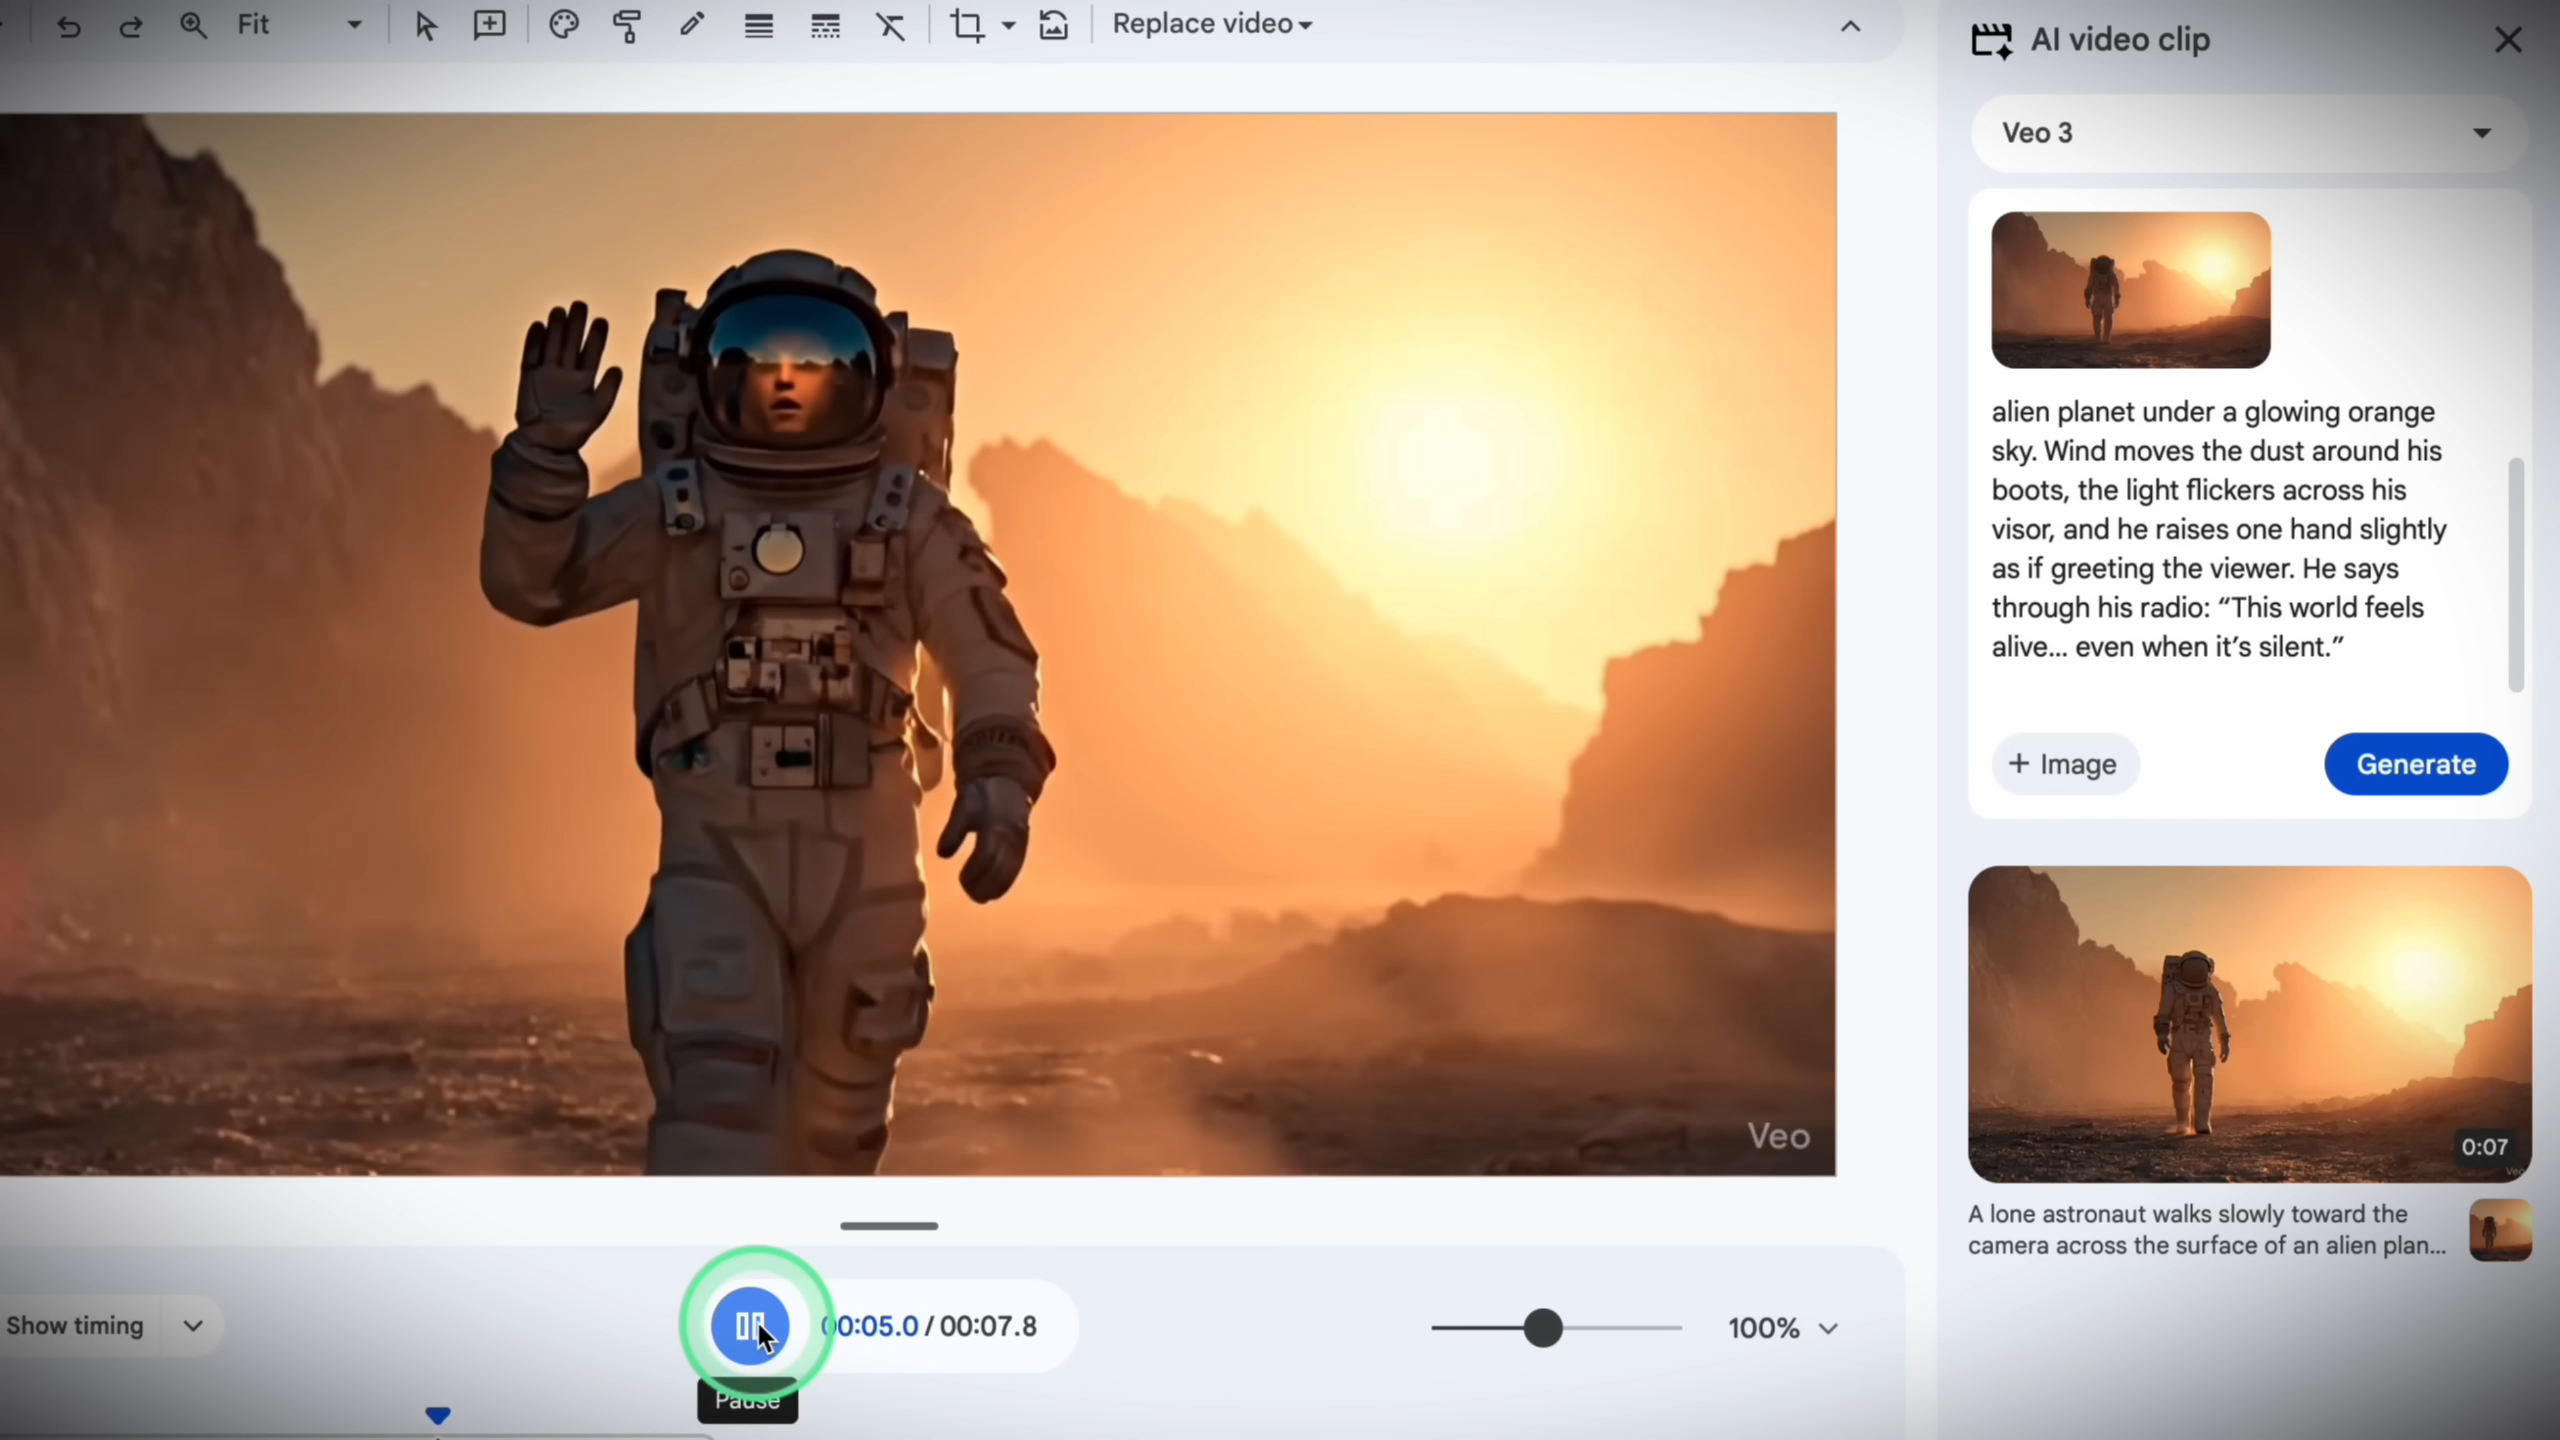 Fit
Replace video
AI video clip
Veo 3
alien planet under a glowing orange
sky. Wind moves the dust around his
boots, the light flickers across his
visor, and he raises one hand slightly
as if greeting the viewer. He says
through his radio: “This world feels
alive... even when it’s silent.”
+ Image
Generate
Veo
0:07
Veo
A lone astronaut walks slowly toward the
camera across the surface of an alien plan...
Show timing
00:05.0 / 00:07.8
100%
Pause